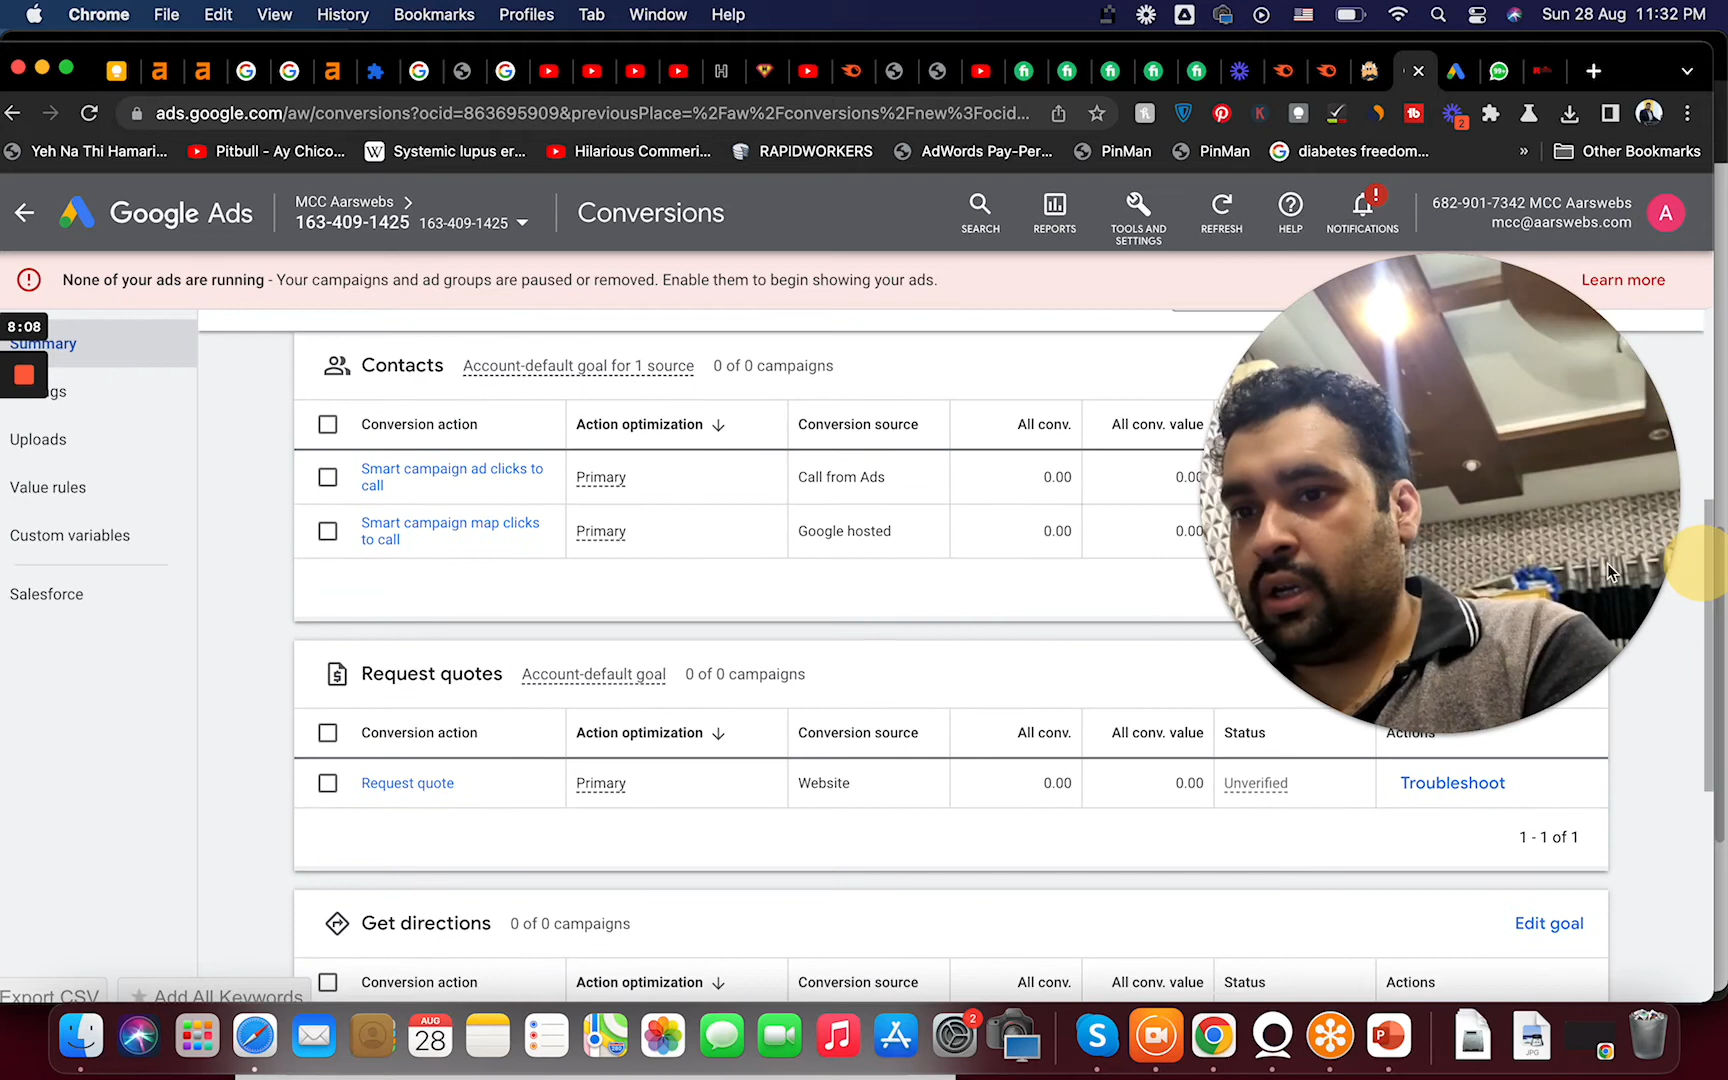 Chrome File Edit View History Bookmarks Profiles Tab Window Help Sun 28 Aug 11:32 PM
ads.google.com/aw/conversions?ocid=863695909&previousPlace=%2Faw%2Fconversions%2Fnew%3Focid...
2
Yeh Na Thi Hamari... Pitbull - Ay Chico... Systemic lupus er... Hilarious Commeri... RAPIDWORKERS AdWords Pay-Per... PinMan PinMan diabetes freedom... » Other Bookmarks
Google Ads
MCC Aarswebs
163-409-1425 163-409-1425
Conversions
SEARCH
REPORTS
TOOLS AND SETTINGS
REFRESH
HELP
NOTIFICATIONS
682-901-7342 MCC Aarswebs
mcc@aarswebs.com
A
None of your ads are running - Your campaigns and ad groups are paused or removed. Enable them to begin showing your ads. Learn more
8:08
Summary
gs
Uploads
Value rules
Custom variables
Salesforce
Contacts Account-default goal for 1 source 0 of 0 campaigns
Conversion action Action optimization Conversion source All conv. All conv. value
Smart campaign ad clicks to call Primary Call from Ads 0.00 0.00
Smart campaign map clicks to call Primary Google hosted 0.00 0.00
Request quotes Account-default goal 0 of 0 campaigns
Conversion action Action optimization Conversion source All conv. All conv. value Status Actions
Request quote Primary Website 0.00 0.00 Unverified Troubleshoot
1 - 1 of 1
Get directions 0 of 0 campaigns Edit goal
Conversion action Action optimization Conversion source All conv. All conv. value Status Actions
Export CSV Add All Keywords
AUG
28
2
JPG